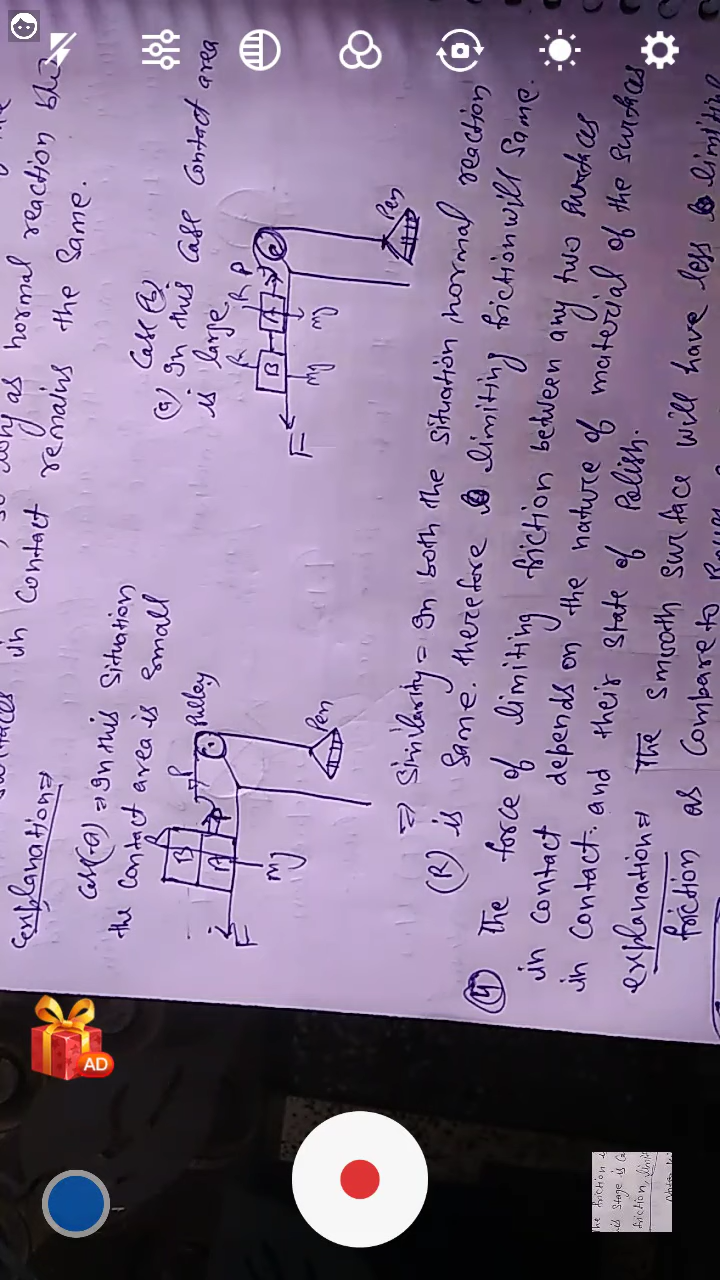 as normal reaction
in contact remains the same.
explanation⇒
Case(a) ⇒ In this situation
the contact area is small
Case (b)
(a) In this case contact area
is large.
B
A
P
Pulley
F
mg
Pen
R
R
P
B
A
F
mg
mg
Pen
⇒ Similarity = In both the situation, normal reaction
(R) is same. therefore limiting friction will same.
(4) The force of limiting friction between any two surfaces
in contact depends on the nature of material of the surfaces
in contact. and their state of Polish.
explanation⇒ The smooth surface will have less limiting
friction as Compare to
AD